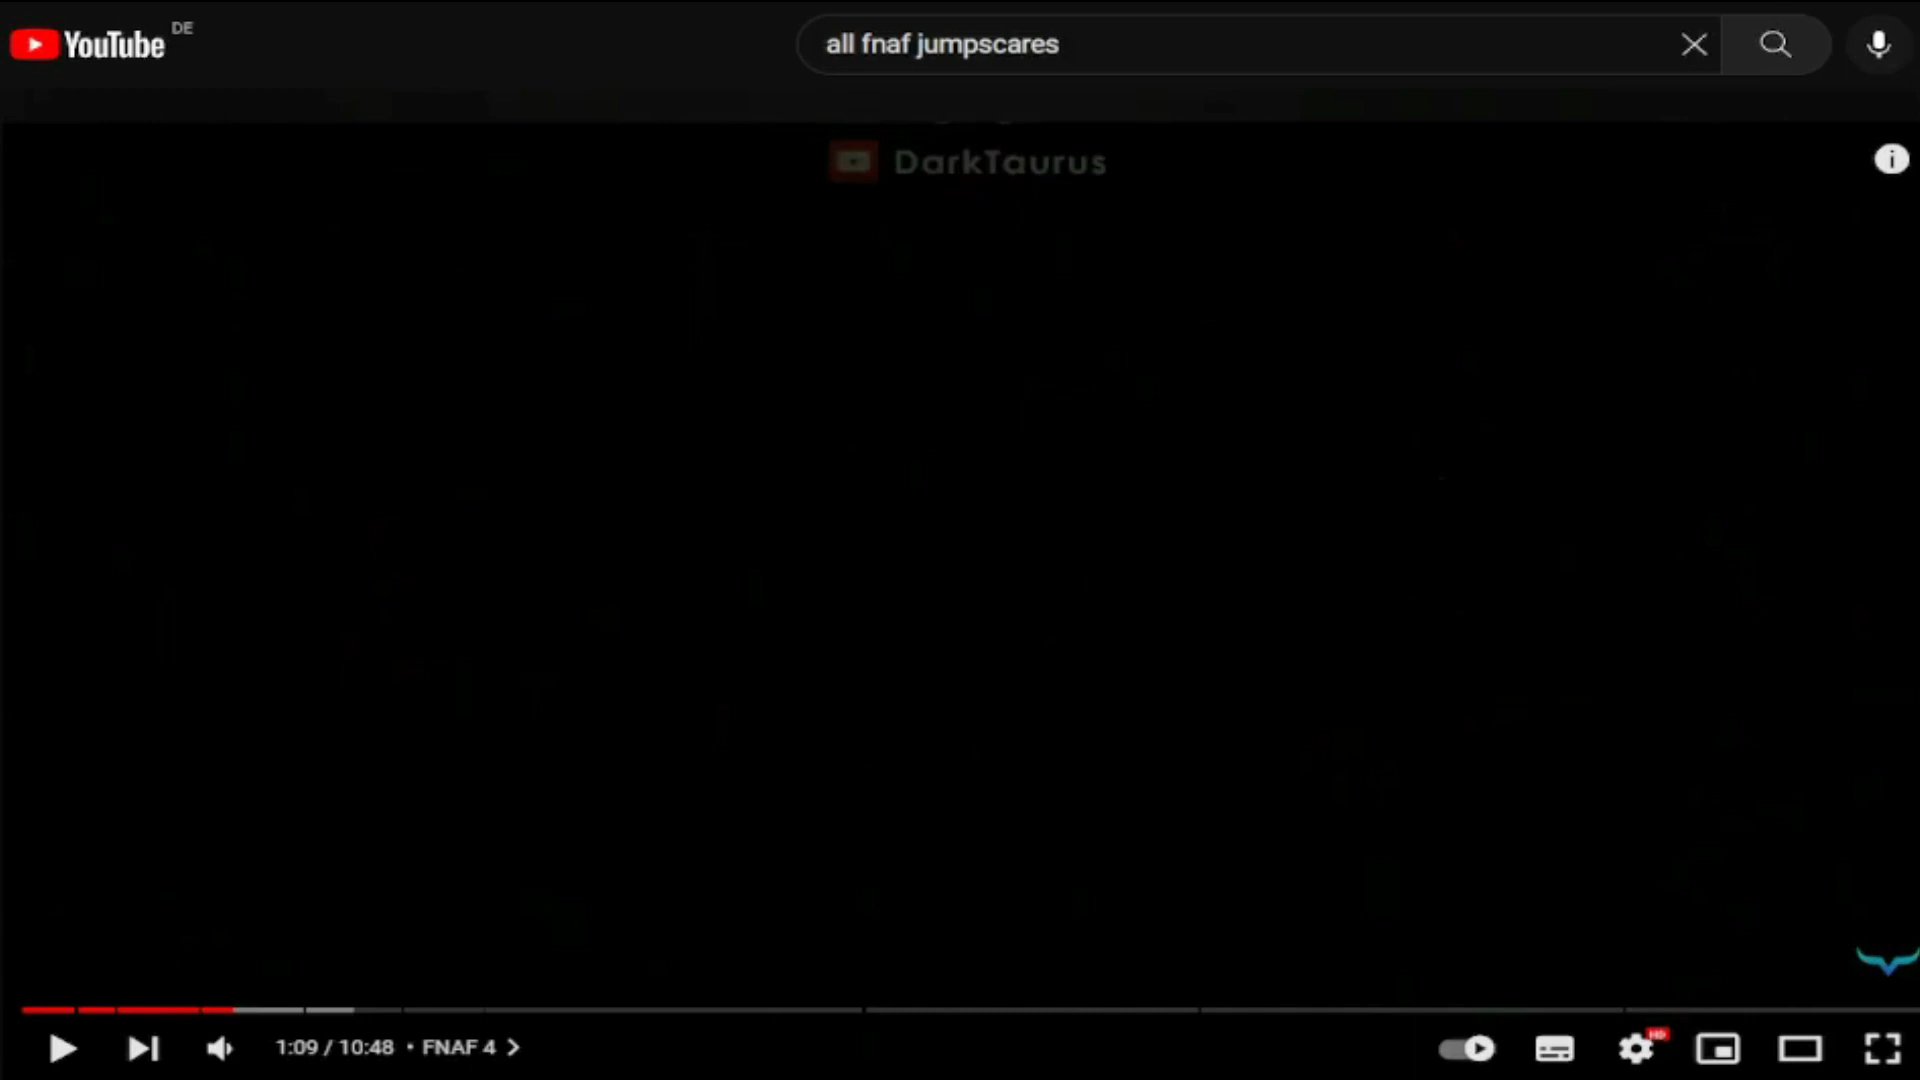 YouTube DE
all fnaf jumpscares
DarkTaurus
1:09 / 10:48 • FNAF 4
HD